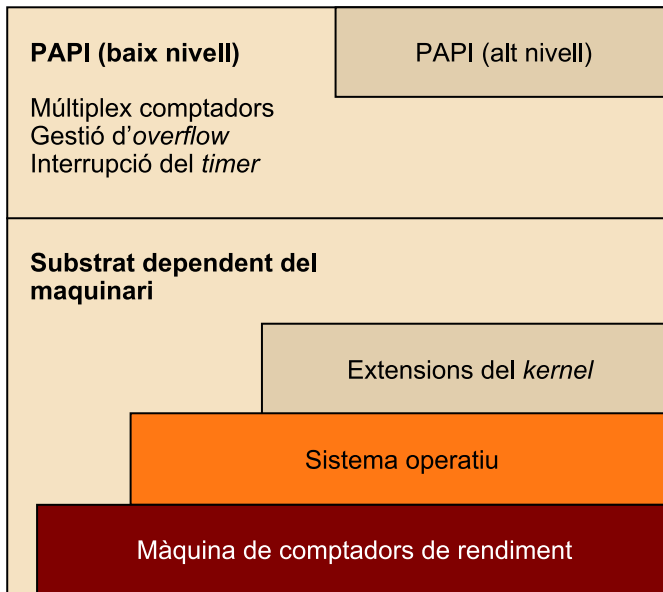 PAPI (baix nivell)
PAPI (alt nivell)
Múltiplex comptadors
Gestió d’overflow
Interrupció del timer
Substrat dependent del
maquinari
Extensions del kernel
Sistema operatiu
Màquina de comptadors de rendiment